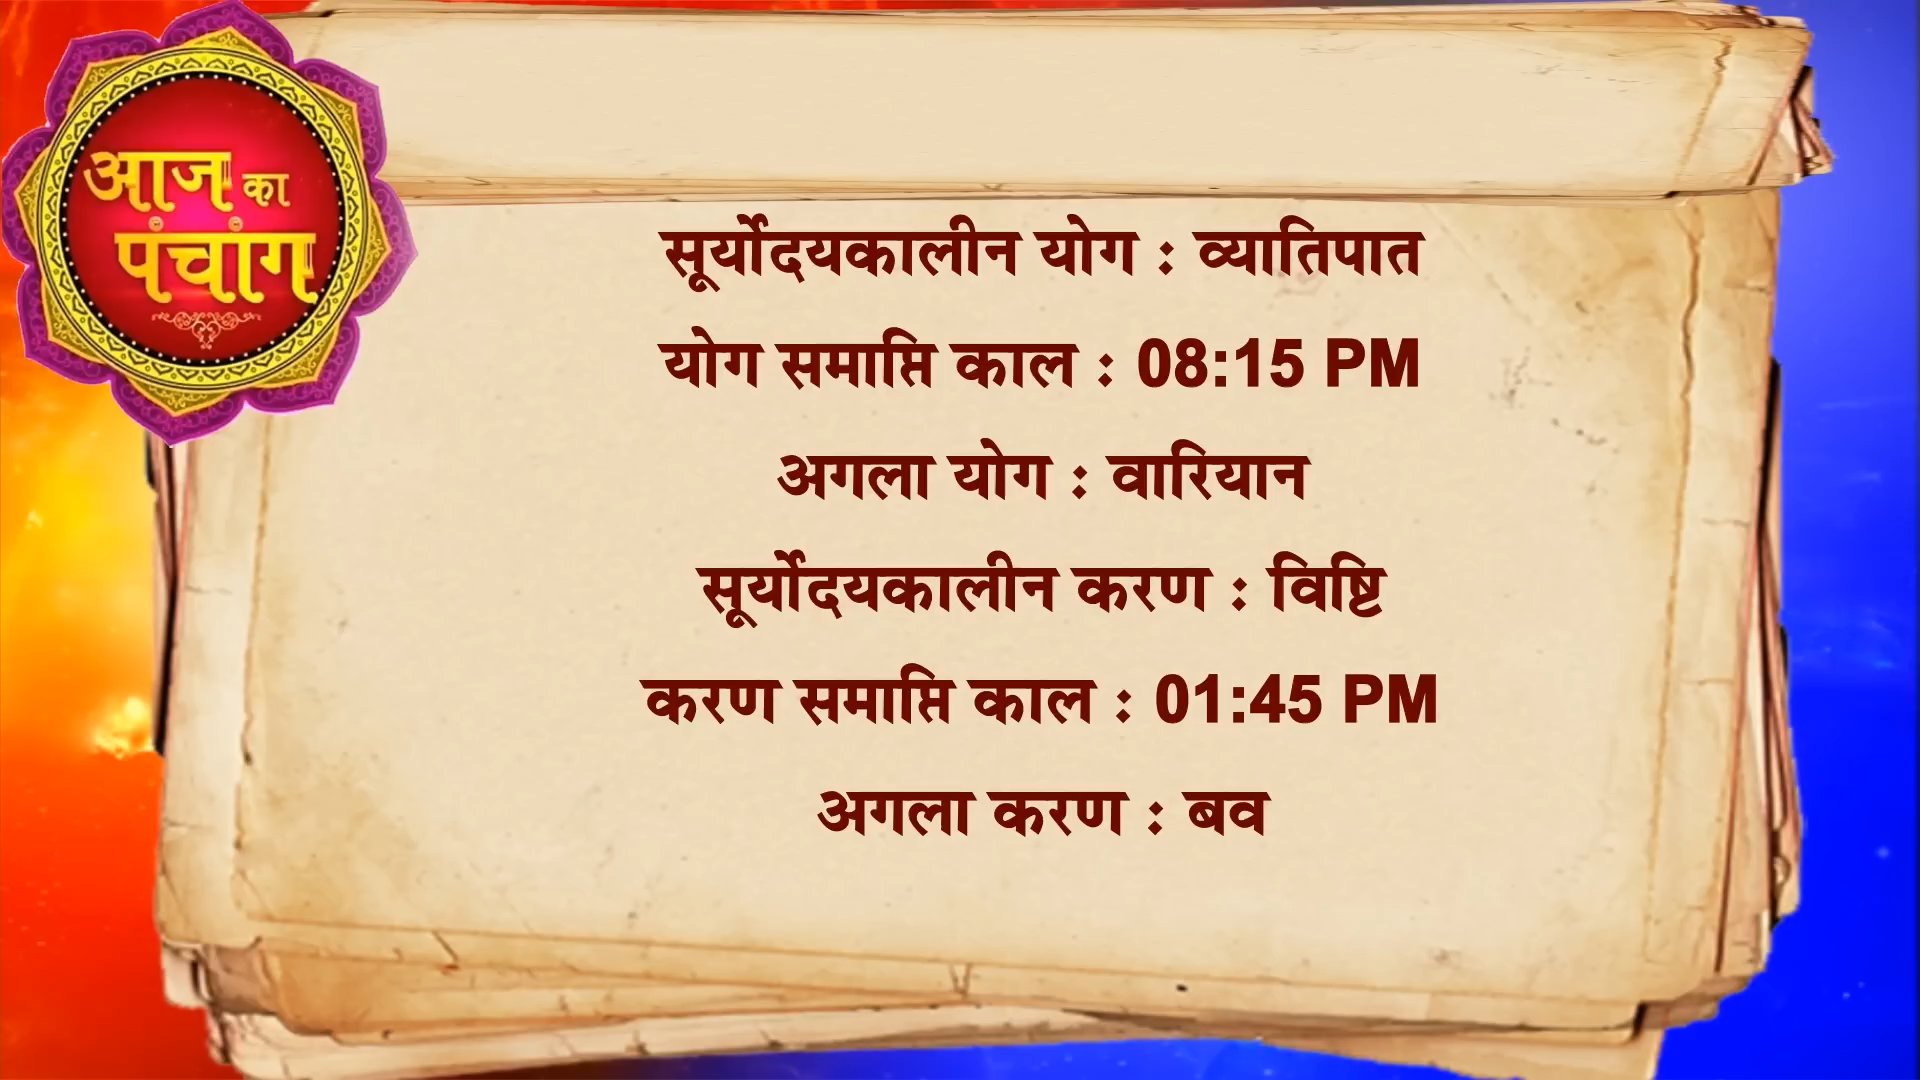 आज का
पंचांग
सूर्योदयकालीन योग : व्यातिपात
योग समाप्ति काल : 08:15 PM
अगला योग : वारियान
सूर्योदयकालीन करण : विष्टि
करण समाप्ति काल : 01:45 PM
अगला करण : बव